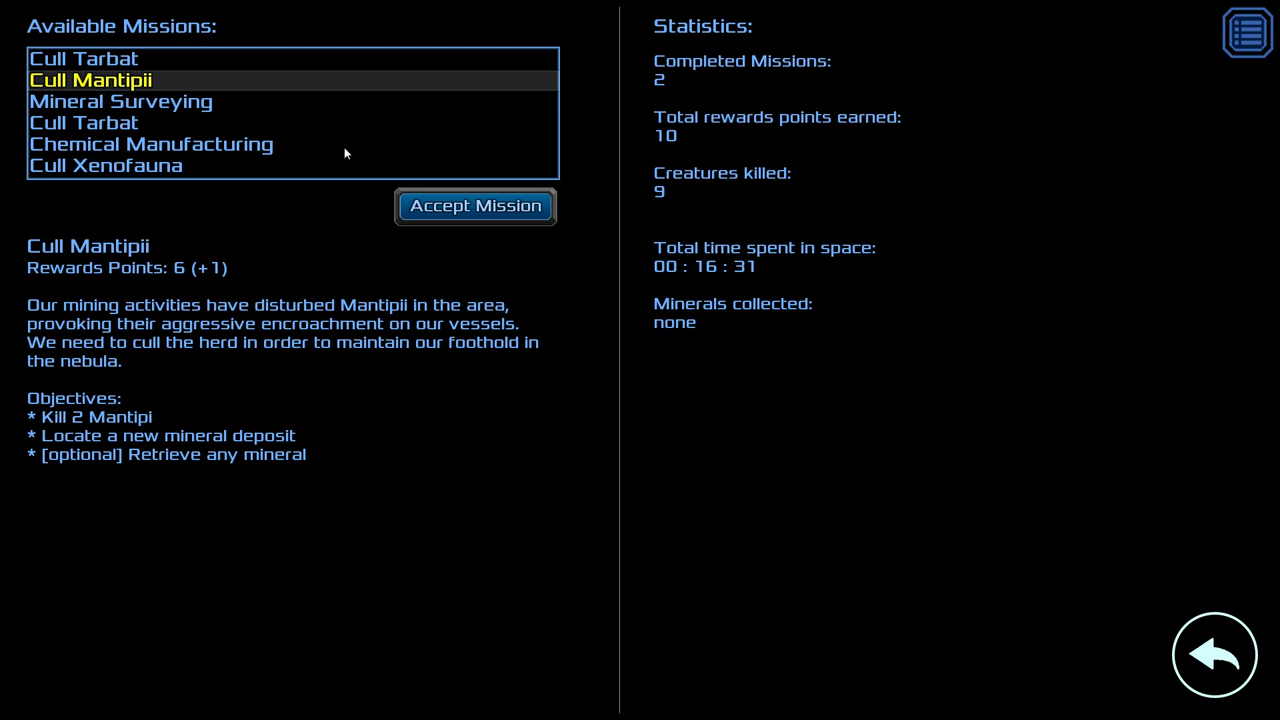 Available Missions:
Cull Tarbat
Cull Mantipii
Mineral Surveying
Cull Tarbat
Chemical Manufacturing
Cull Xenofauna
Accept Mission
Cull Mantipii
Rewards Points: 6 (+1)
Our mining activities have disturbed Mantipii in the area,
provoking their aggressive encroachment on our vessels.
We need to cull the herd in order to maintain our foothold in
the nebula.
Objectives:
* Kill 2 Mantipi
* Locate a new mineral deposit
* [optional] Retrieve any mineral
Statistics:
Completed Missions:
2
Total rewards points earned:
10
Creatures killed:
9
Total time spent in space:
00 : 16 : 31
Minerals collected:
none